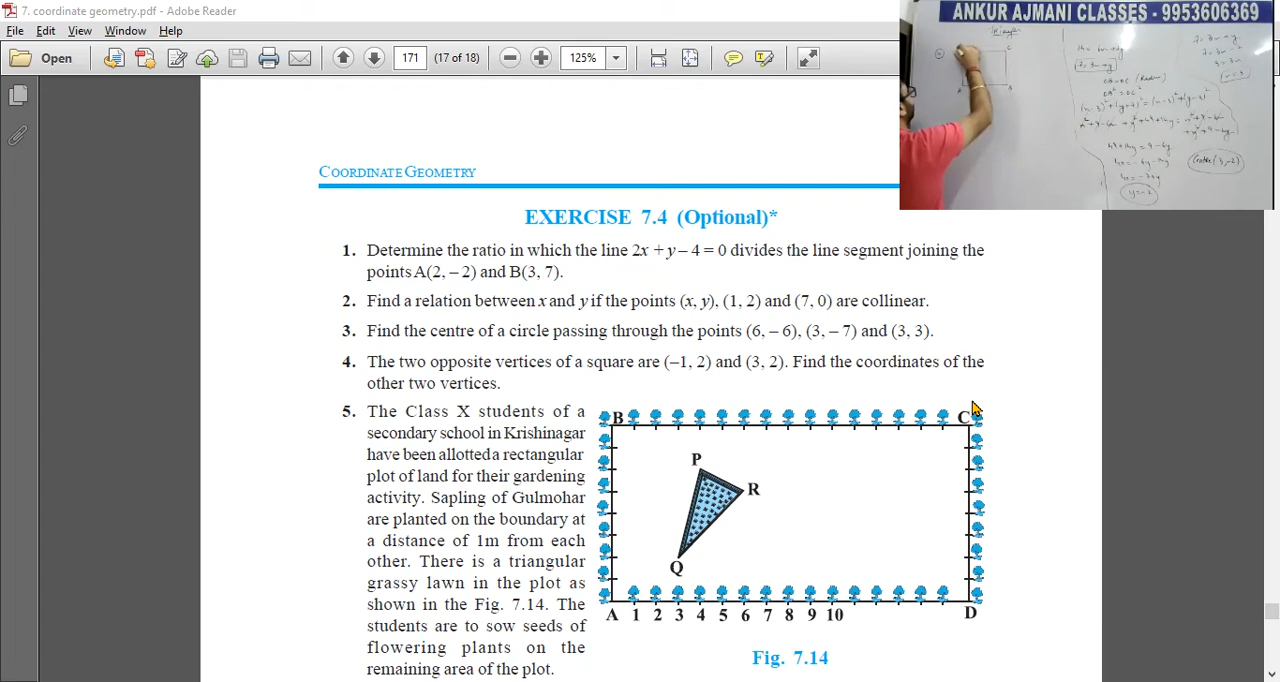 7. coordinate geometry.pdf - Adobe Reader
File Edit View Window Help
Open 171 (17 of 18) 125%
ANKUR AJMANI CLASSES - 9953606369
COORDINATE GEOMETRY
EXERCISE 7.4 (Optional)*
1. Determine the ratio in which the line 2x + y – 4 = 0 divides the line segment joining the
points A(2, – 2) and B(3, 7).
2. Find a relation between x and y if the points (x, y), (1, 2) and (7, 0) are collinear.
3. Find the centre of a circle passing through the points (6, – 6), (3, – 7) and (3, 3).
4. The two opposite vertices of a square are (–1, 2) and (3, 2). Find the coordinates of the
other two vertices.
5. The Class X students of a
secondary school in Krishinagar
have been allotted a rectangular
plot of land for their gardening
activity. Sapling of Gulmohar
are planted on the boundary at
a distance of 1m from each
other. There is a triangular
grassy lawn in the plot as
shown in the Fig. 7.14. The
students are to sow seeds of
flowering plants on the
remaining area of the plot.
B C
P
R
Q
A 1 2 3 4 5 6 7 8 9 10 D
Fig. 7.14